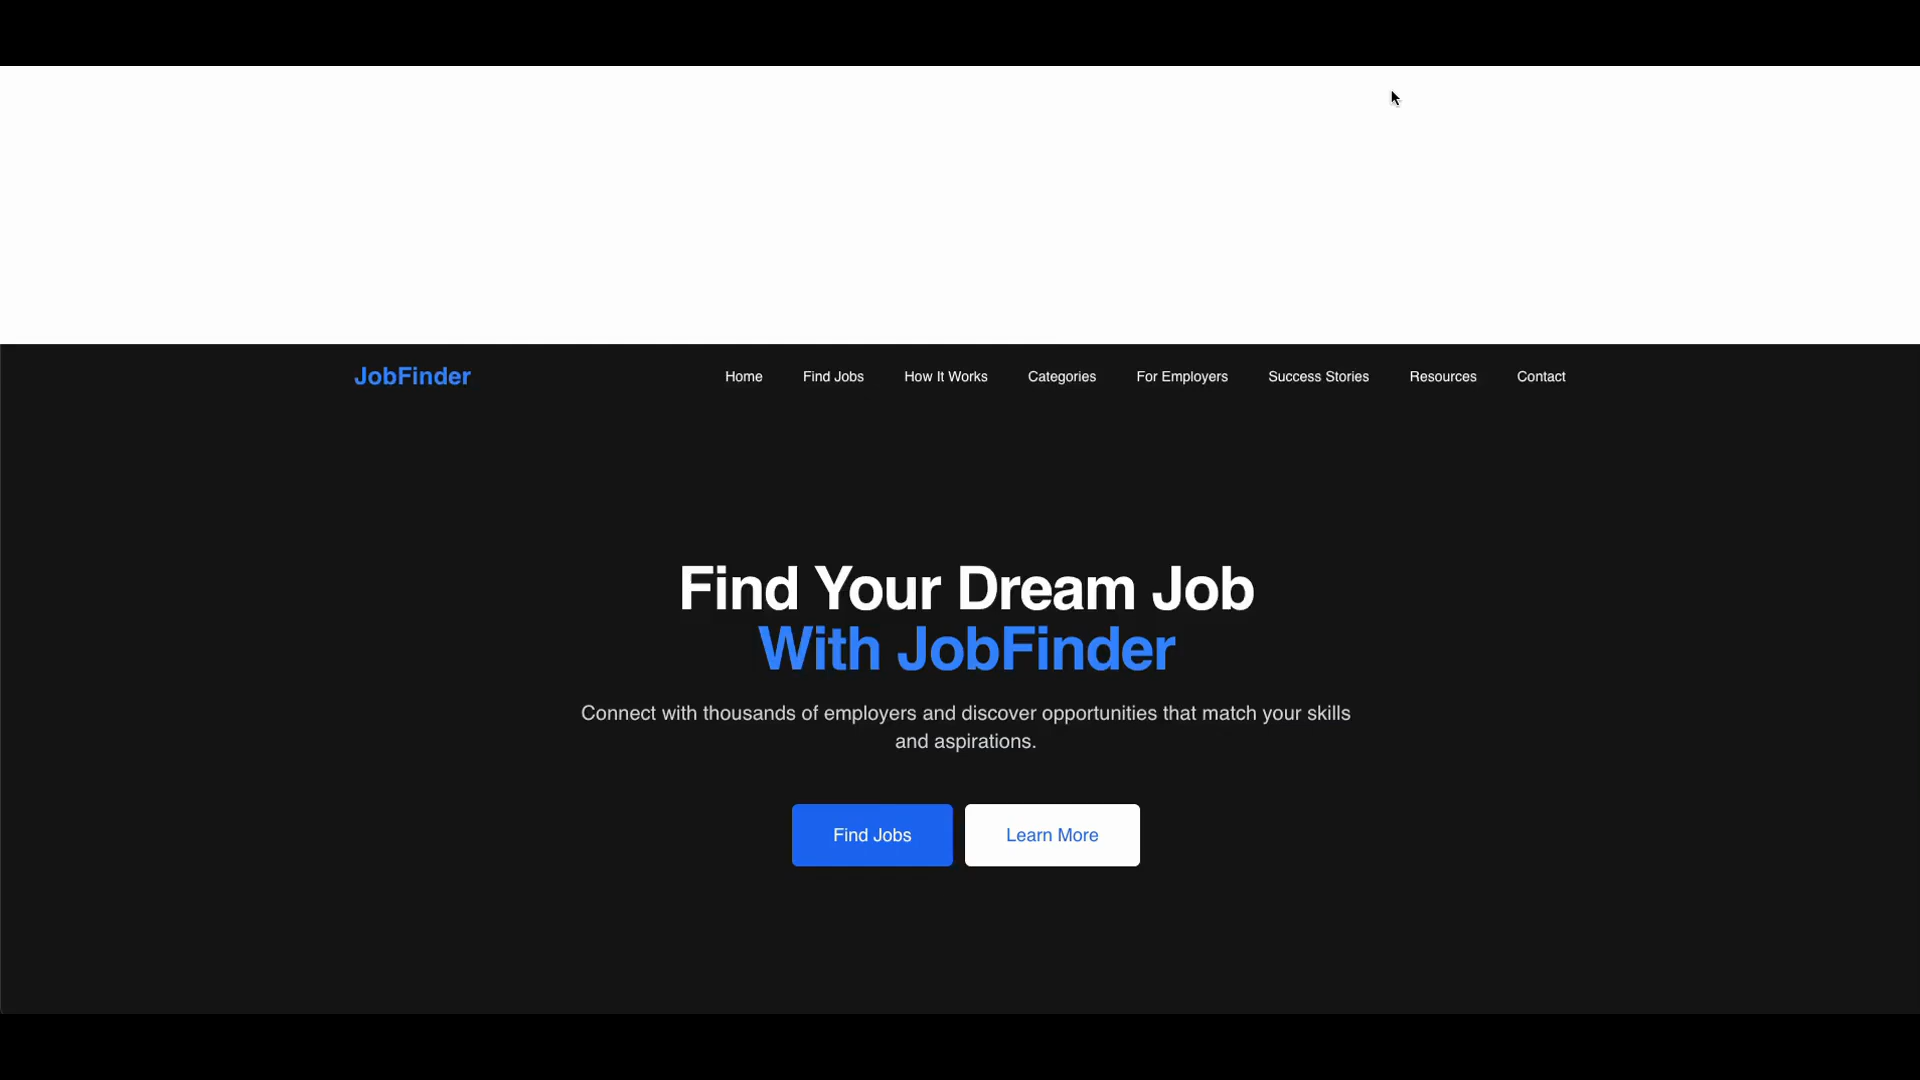 JobFinder
Home Find Jobs How It Works Categories For Employers Success Stories Resources Contact
Find Your Dream Job
With JobFinder
Connect with thousands of employers and discover opportunities that match your skills
and aspirations.
Find Jobs Learn More